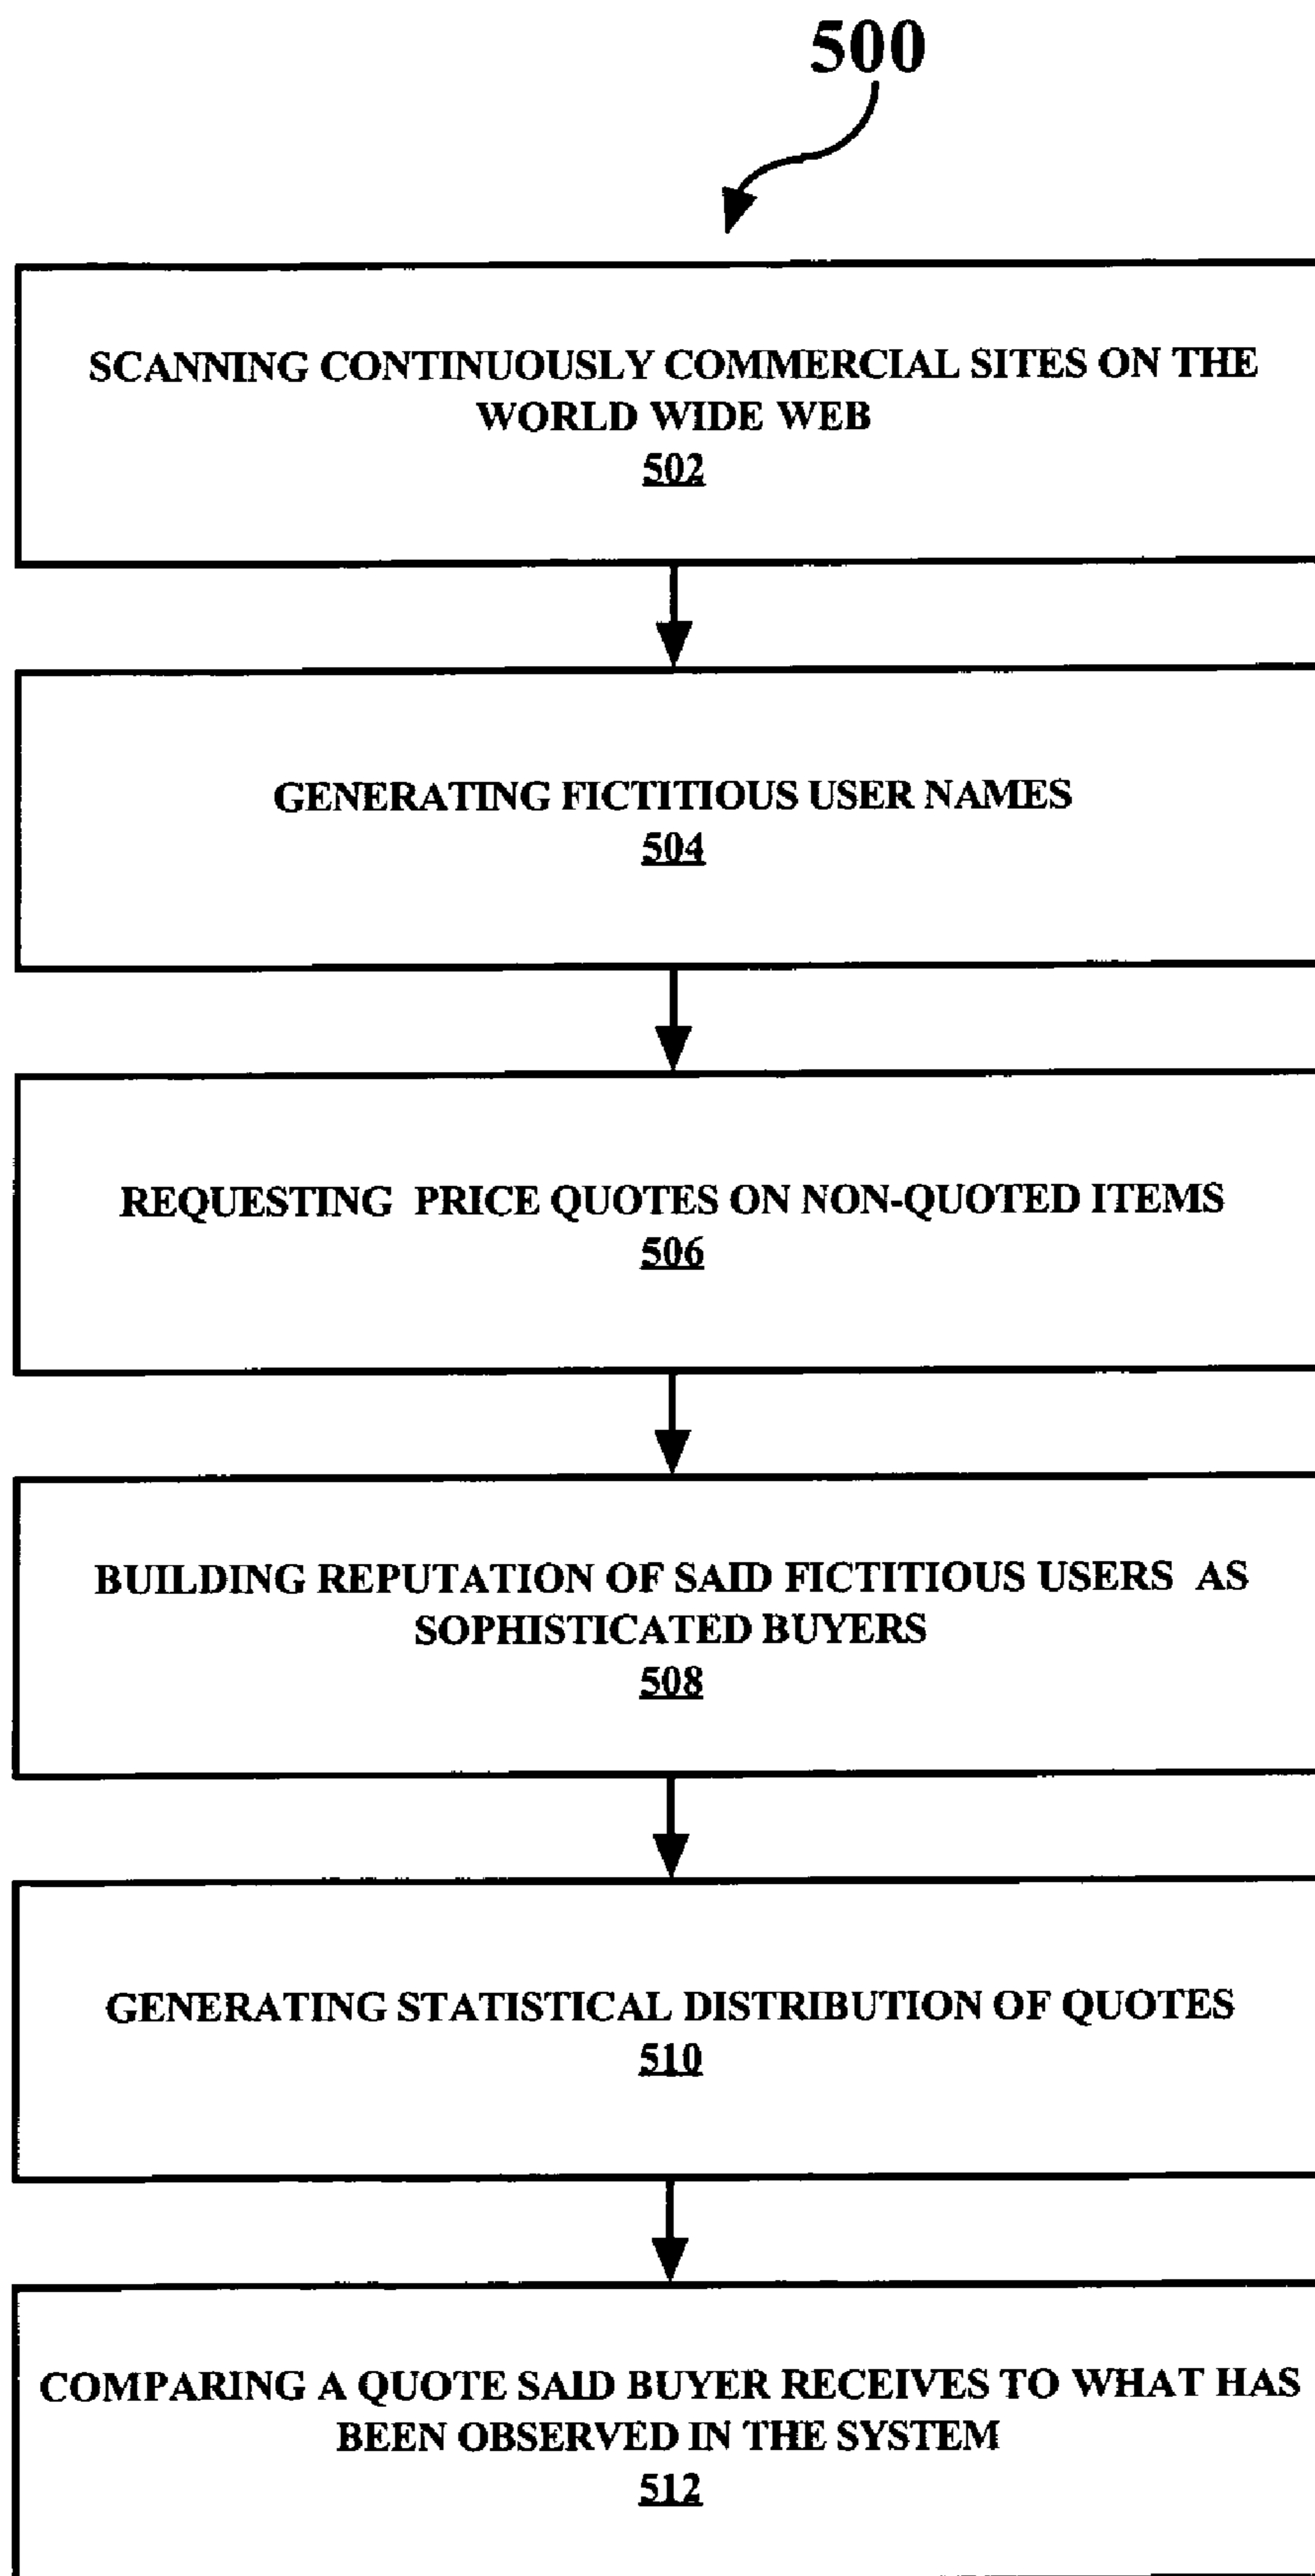 500
SCANNING CONTINUOUSLY COMMERCIAL SITES ON THE
WORLD WIDE WEB
502
GENERATING FICTITIOUS USER NAMES
504
REQUESTING PRICE QUOTES ON NON-QUOTED ITEMS
506
BUILDING REPUTATION OF SAID FICTITIOUS USERS AS
SOPHISTICATED BUYERS
508
GENERATING STATISTICAL DISTRIBUTION OF QUOTES
510
COMPARING A QUOTE SAID BUYER RECEIVES TO WHAT HAS
BEEN OBSERVED IN THE SYSTEM
512